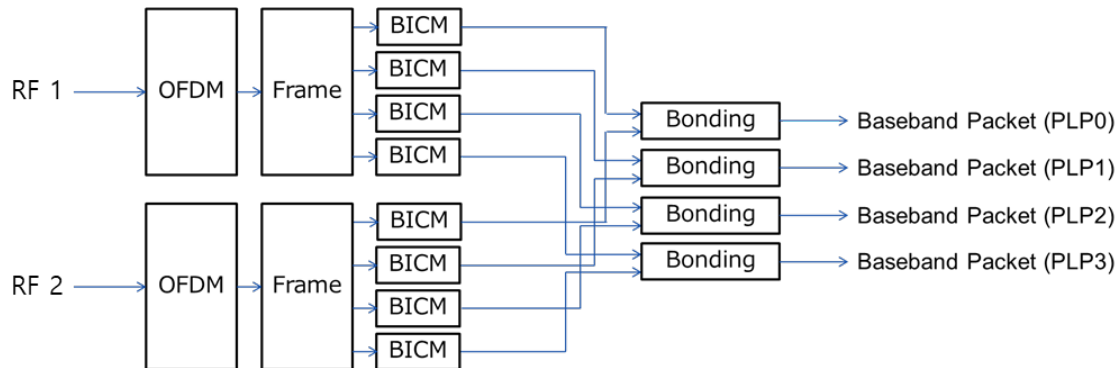 RF 1
OFDM
Frame
BICM
BICM
BICM
BICM
RF 2
OFDM
Frame
BICM
BICM
BICM
BICM
Bonding
Baseband Packet (PLP0)
Bonding
Baseband Packet (PLP1)
Bonding
Baseband Packet (PLP2)
Bonding
Baseband Packet (PLP3)